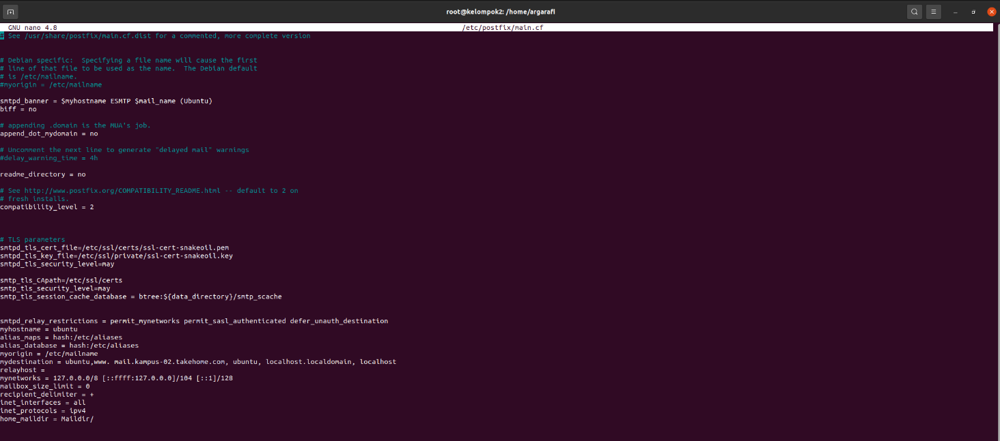 root@kelompok2: /home/argarafi
GNU nano 4.8 /etc/postfix/main.cf
# See /usr/share/postfix/main.cf.dist for a commented, more complete version
# Debian specific:  Specifying a file name will cause the first
# line of that file to be used as the name.  The Debian default
# is /etc/mailname.
#myorigin = /etc/mailname
smtpd_banner = $myhostname ESMTP $mail_name (Ubuntu)
biff = no
# appending .domain is the MUA's job.
append_dot_mydomain = no
# Uncomment the next line to generate "delayed mail" warnings
#delay_warning_time = 4h
readme_directory = no
# See http://www.postfix.org/COMPATIBILITY_README.html -- default to 2 on
# fresh installs.
compatibility_level = 2
# TLS parameters
smtpd_tls_cert_file=/etc/ssl/certs/ssl-cert-snakeoil.pem
smtpd_tls_key_file=/etc/ssl/private/ssl-cert-snakeoil.key
smtpd_tls_security_level=may
smtp_tls_CApath=/etc/ssl/certs
smtp_tls_security_level=may
smtp_tls_session_cache_database = btree:${data_directory}/smtp_scache
smtpd_relay_restrictions = permit_mynetworks permit_sasl_authenticated defer_unauth_destination
myhostname = ubuntu
alias_maps = hash:/etc/aliases
alias_database = hash:/etc/aliases
myorigin = /etc/mailname
mydestination = ubuntu,www. mail.kampus-02.takehome.com, ubuntu, localhost.localdomain, localhost
relayhost =
mynetworks = 127.0.0.0/8 [::ffff:127.0.0.0]/104 [::1]/128
mailbox_size_limit = 0
recipient_delimiter = +
inet_interfaces = all
inet_protocols = ipv4
home_maildir = Maildir/